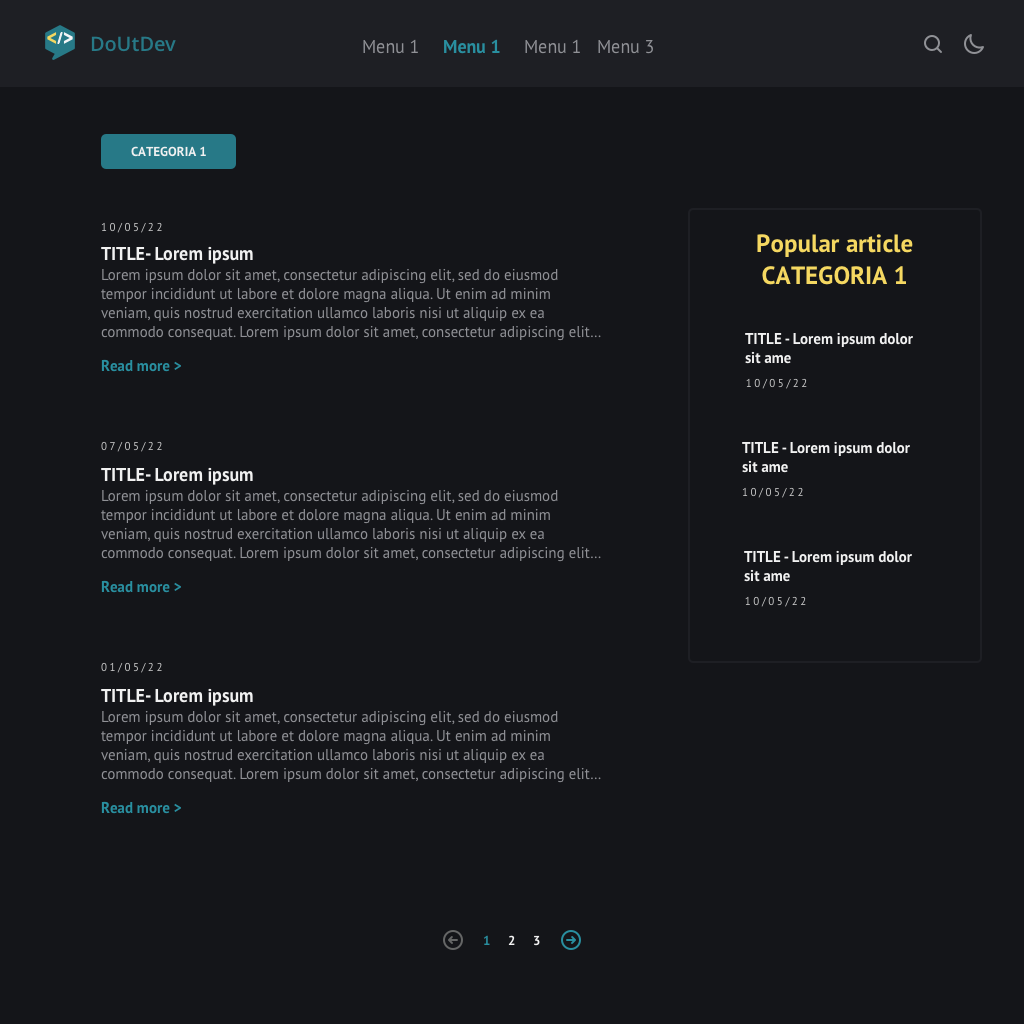 </> DoUtDev
Menu 1 Menu 1 Menu 1 Menu 3
CATEGORIA 1
10/05/22
TITLE- Lorem ipsum
Lorem ipsum dolor sit amet, consectetur adipiscing elit, sed do eiusmod
tempor incididunt ut labore et dolore magna aliqua. Ut enim ad minim
veniam, quis nostrud exercitation ullamco laboris nisi ut aliquip ex ea
commodo consequat. Lorem ipsum dolor sit amet, consectetur adipiscing elit...
Read more >
07/05/22
TITLE- Lorem ipsum
Lorem ipsum dolor sit amet, consectetur adipiscing elit, sed do eiusmod
tempor incididunt ut labore et dolore magna aliqua. Ut enim ad minim
veniam, quis nostrud exercitation ullamco laboris nisi ut aliquip ex ea
commodo consequat. Lorem ipsum dolor sit amet, consectetur adipiscing elit...
Read more >
01/05/22
TITLE- Lorem ipsum
Lorem ipsum dolor sit amet, consectetur adipiscing elit, sed do eiusmod
tempor incididunt ut labore et dolore magna aliqua. Ut enim ad minim
veniam, quis nostrud exercitation ullamco laboris nisi ut aliquip ex ea
commodo consequat. Lorem ipsum dolor sit amet, consectetur adipiscing elit...
Read more >
Popular article
CATEGORIA 1
TITLE - Lorem ipsum dolor
sit ame
10/05/22
TITLE - Lorem ipsum dolor
sit ame
10/05/22
TITLE - Lorem ipsum dolor
sit ame
10/05/22
1 2 3